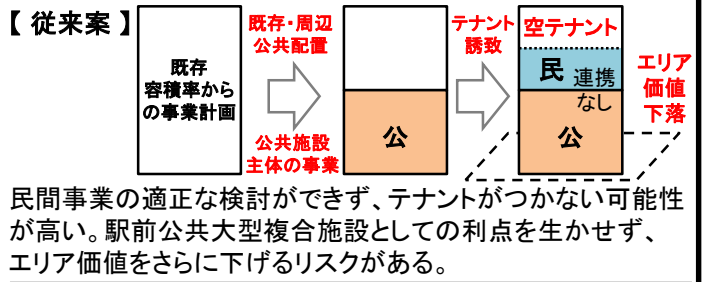 【 従来案 】
既存
容積率から
の事業計画
既存・周辺
公共配置
公共施設
主体の事業
公
テナント
誘致
空テナント
民 連携
なし
公
エリア
価値
下落
民間事業の適正な検討ができず、テナントがつかない可能性
が高い。駅前公共大型複合施設としての利点を生かせず、
エリア価値をさらに下げるリスクがある。